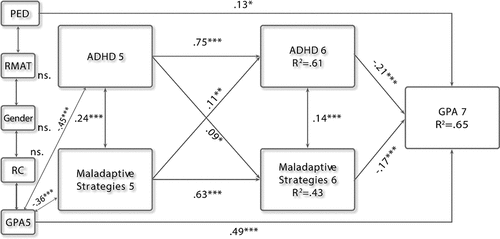 PED
.13*
RMAT
ns.
ADHD 5
.75***
ADHD 6
R²=.61
-.21***
Gender
ns.
-.45***
.24***
.11**
.09*
.14***
GPA 7
R²=.65
ns.
RC
Maladaptive
Strategies 5
.63***
Maladaptive
Strategies 6
R²=.43
-.17***
-.36***
GPA5
.49***